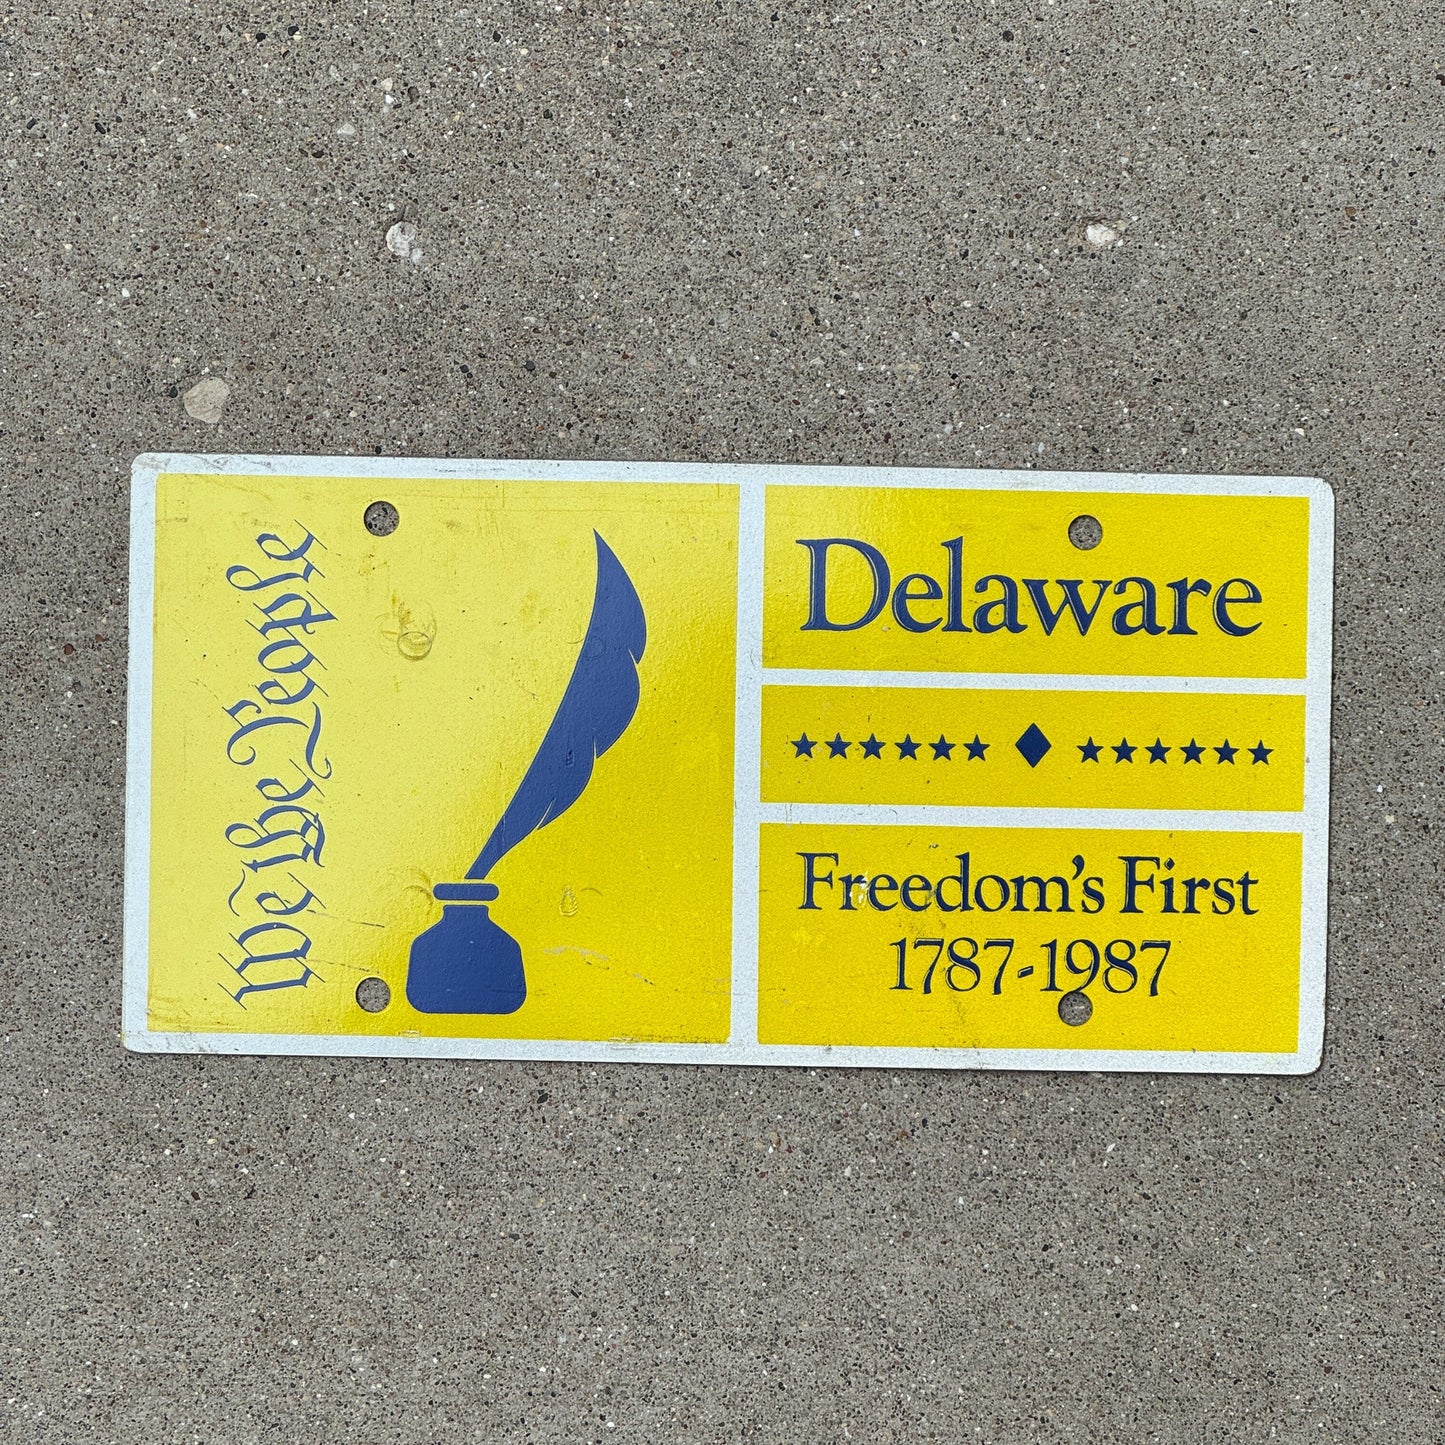 We the People
Delaware
Freedom's First
1787-1987